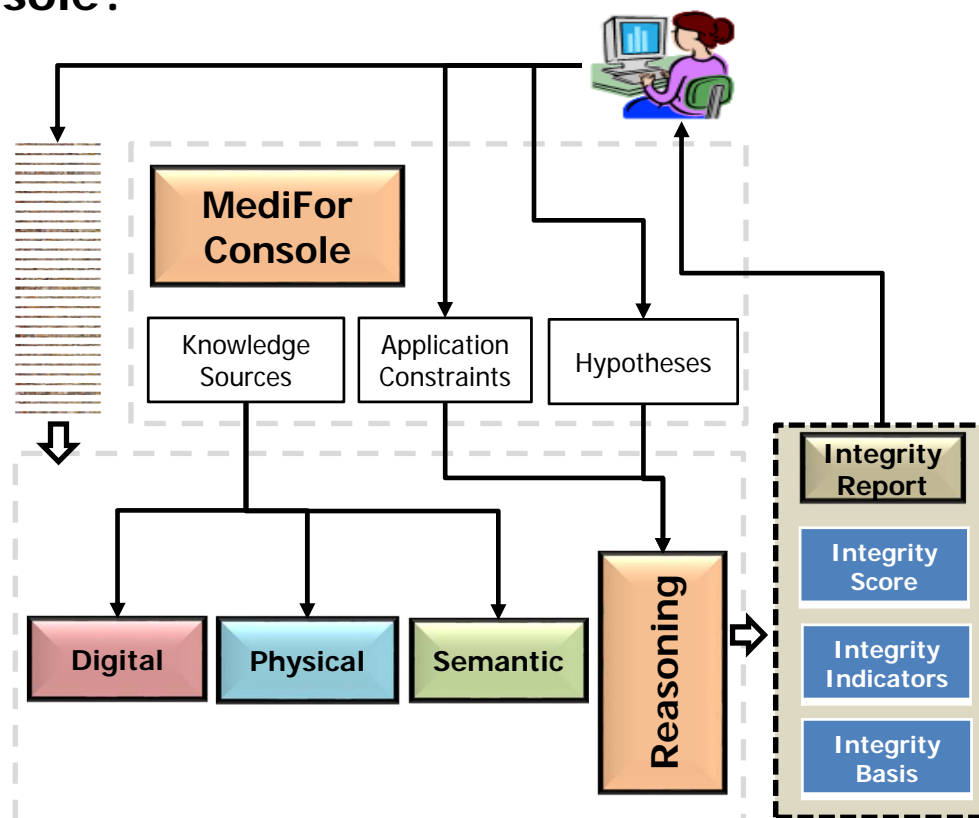 MediFor
Console
Knowledge
Sources
Application
Constraints
Hypotheses
Integrity
Report
Integrity
Score
Integrity
Indicators
Integrity
Basis
Digital
Physical
Semantic
Reasoning